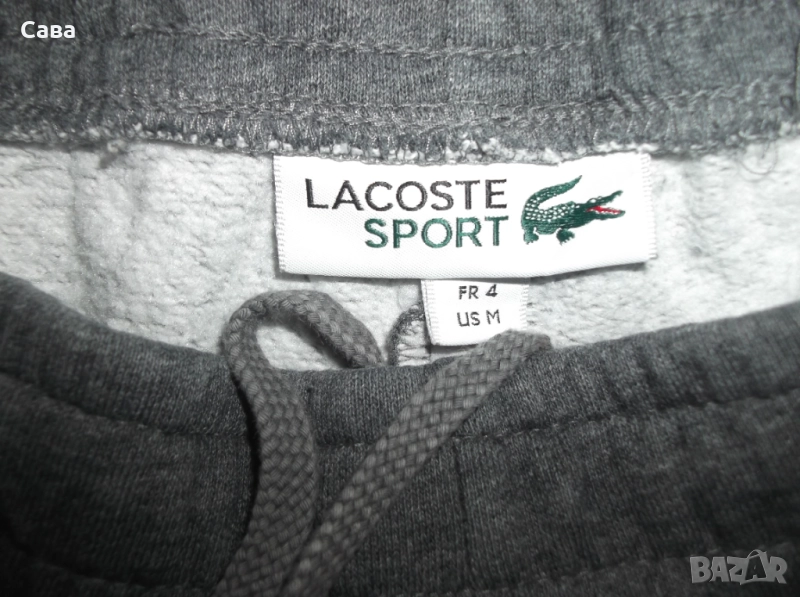 Сава
LACOSTE
SPORT
FR 4
US M
BAZAR